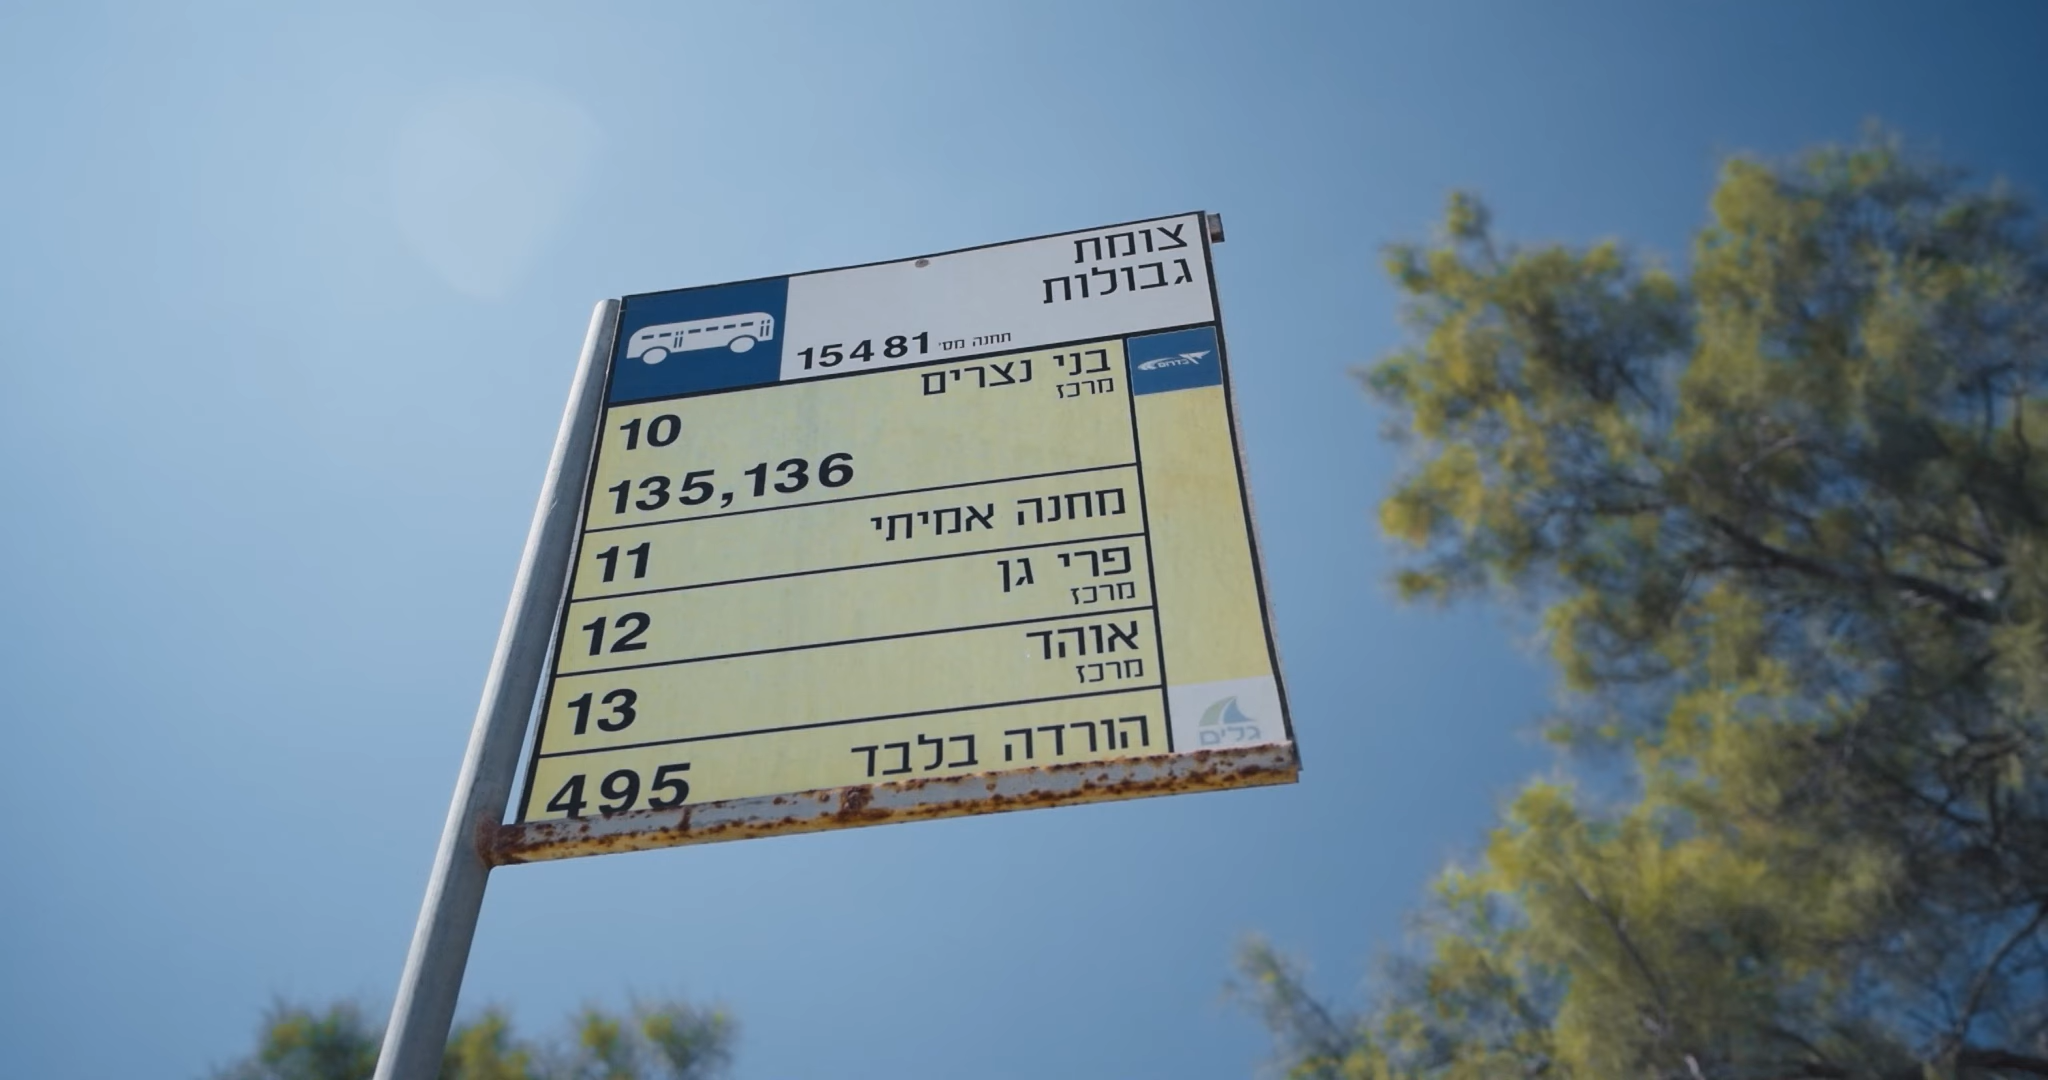 צומת
גבולות
תחנה מס' 15481
בני נצרים
מרכז
10
135,136
מחנה אמיתי
11
פרי גן
מרכז
12
אוהד
מרכז
13
הורדה בלבד
495
גלים